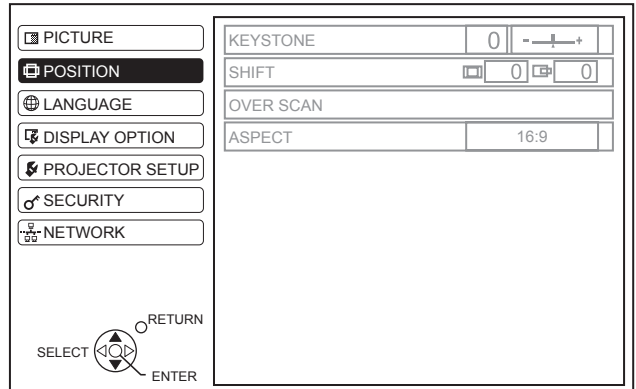 PICTURE
POSITION
LANGUAGE
DISPLAY OPTION
PROJECTOR SETUP
SECURITY
NETWORK
SELECT
RETURN
ENTER
KEYSTONE 0 - +
SHIFT 0 0
OVER SCAN
ASPECT 16:9